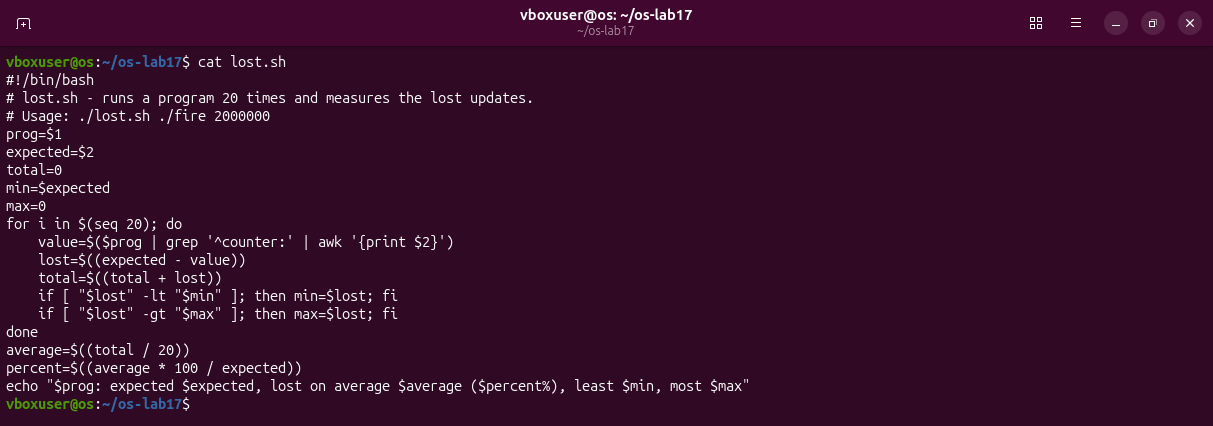 vboxuser@os: ~/os-lab17
~/os-lab17
vboxuser@os:~/os-lab17$ cat lost.sh
#!/bin/bash
# lost.sh - runs a program 20 times and measures the lost updates.
# Usage: ./lost.sh ./fire 2000000
prog=$1
expected=$2
total=0
min=$expected
max=0
for i in $(seq 20); do
    value=$($prog | grep '^counter:' | awk '{print $2}')
    lost=$((expected - value))
    total=$((total + lost))
    if [ "$lost" -lt "$min" ]; then min=$lost; fi
    if [ "$lost" -gt "$max" ]; then max=$lost; fi
done
average=$((total / 20))
percent=$((average * 100 / expected))
echo "$prog: expected $expected, lost on average $average ($percent%), least $min, most $max"
vboxuser@os:~/os-lab17$